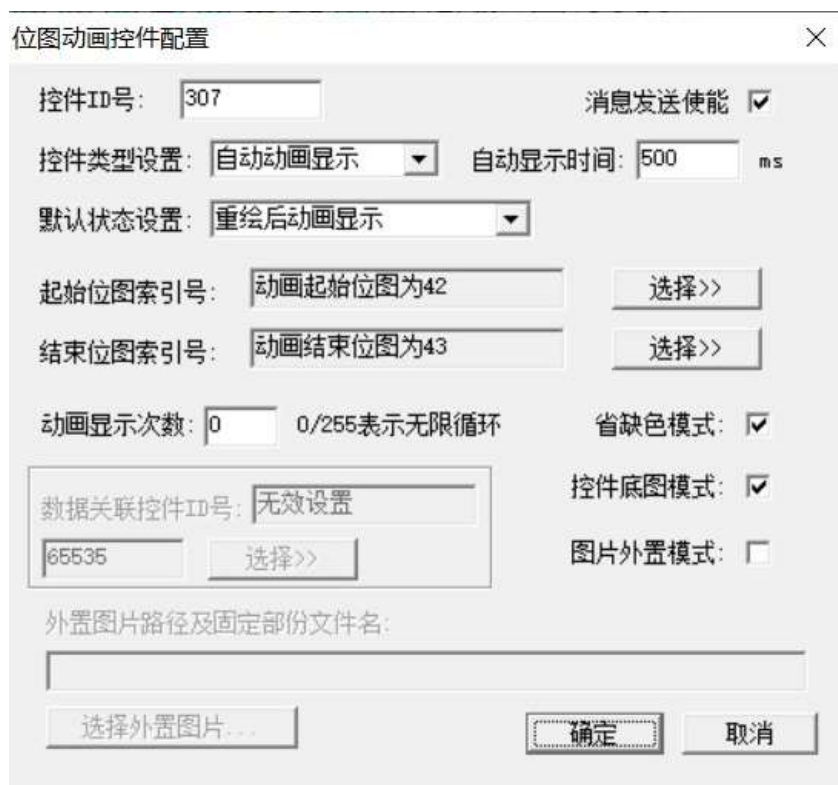 位图动画控件配置
控件ID号: 307 消息发送使能
控件类型设置: 自动动画显示 自动显示时间: 500 ms
默认状态设置: 重绘后动画显示
起始位图索引号: 动画起始位图为42 选择>>
结束位图索引号: 动画结束位图为43 选择>>
动画显示次数: 0 0/255表示无限循环 省缺色模式:
控件底图模式:
数据关联控件ID号: 无效设置
65535 选择>> 图片外置模式:
外置图片路径及固定部份文件名:
选择外置图片... 确定 取消